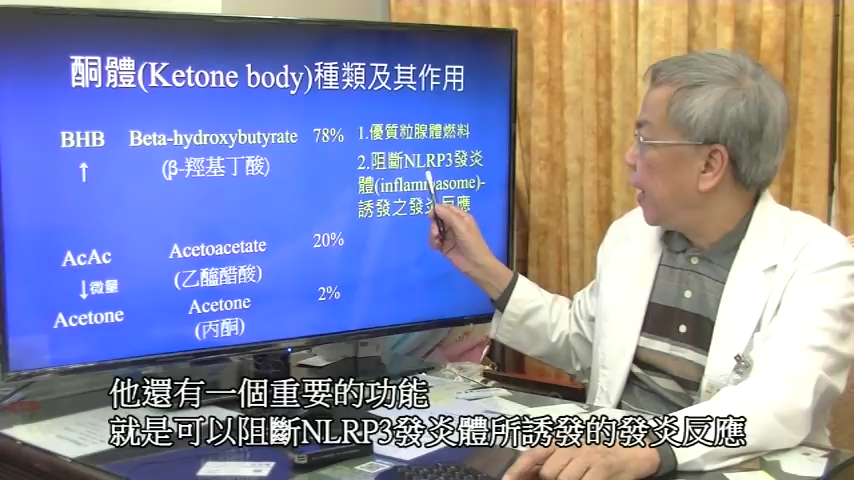 酮體(Ketone body)種類及其作用
BHB Beta-hydroxybutyrate 78%
↑ (β-羥基丁酸)
1.優質粒腺體燃料
2.阻斷NLRP3發炎
體(inflammasome)-
誘發之發炎反應
AcAc Acetoacetate 20%
↓微量 (乙醯醋酸)
Acetone Acetone 2%
(丙酮)
他還有一個重要的功能
就是可以阻斷NLRP3發炎體所誘發的發炎反應